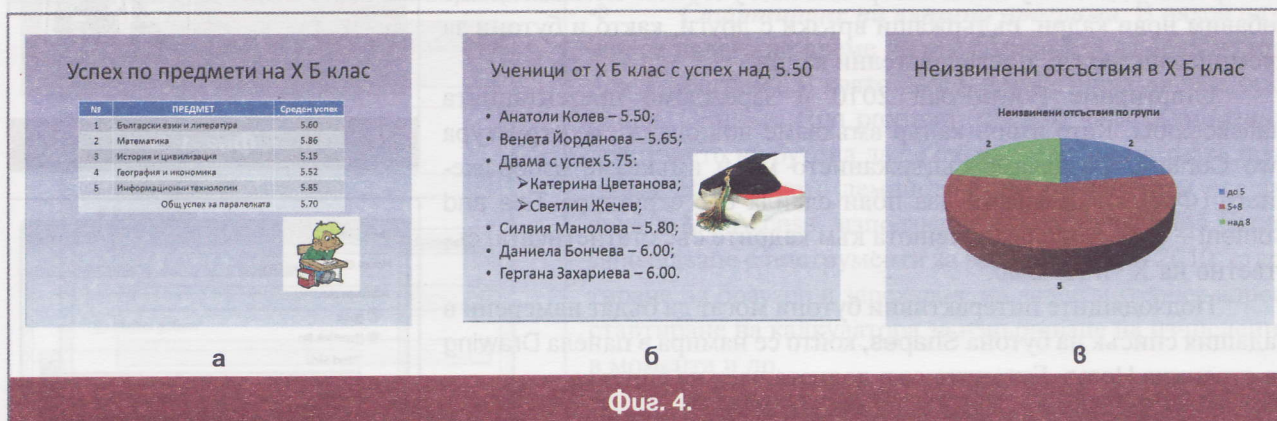 Успех по предмети на Х Б клас
№ ПРЕДМЕТ Среден успех
1 Български език и литература 5.60
2 Математика 5.86
3 История и цивилизация 5.15
4 География и икономика 5.52
5 Информационни технологии 5.85
Общ успех за паралелката 5.70
а
Ученици от Х Б клас с успех над 5.50
• Анатоли Колев – 5.50;
• Венета Йорданова – 5.65;
• Двама с успех 5.75:
➢Катерина Цветанова;
➢Светлин Жечев;
• Силвия Манолова – 5.80;
• Даниела Бончева – 6.00;
• Гергана Захариева – 6.00.
б
Неизвинени отсъствия в Х Б клас
Неизвинени отсъствия по групи
2
2
5
до 5
5÷8
над 8
в
Фиг. 4.